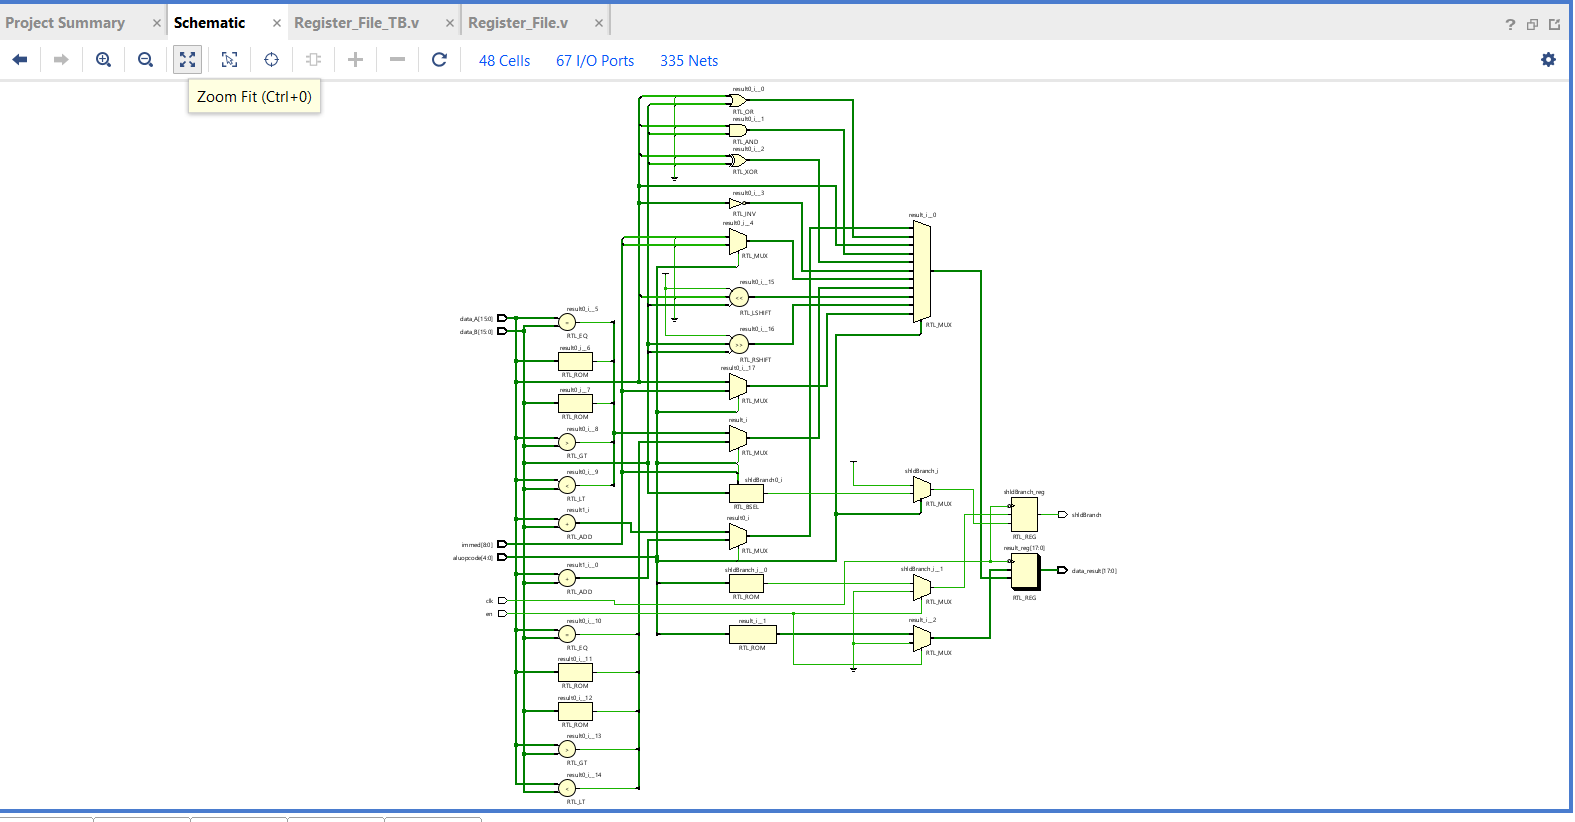 Project Summary × Schematic × Register_File_TB.v × Register_File.v × ?
48 Cells 67 I/O Ports 335 Nets
Zoom Fit (Ctrl+0)
result0_i__0
RTL_OR
result0_i__1
RTL_AND
result0_i__2
RTL_XOR
result0_i__3
RTL_INV
result0_i__4
RTL_MUX
result0_i__15
RTL_LSHIFT
result0_i__16
RTL_RSHIFT
result0_i__17
RTL_MUX
result_i
RTL_MUX
shldBranch0_i
RTL_BSEL
result0_i
RTL_MUX
shldBranch_i__0
RTL_ROM
result_i__1
RTL_ROM
result_i__0
RTL_MUX
shldBranch_i
RTL_MUX
shldBranch_i__1
RTL_MUX
result_i__2
RTL_MUX
shldBranch_reg
RTL_REG
result_reg[17:0]
RTL_REG
shldBranch
data_result[17:0]
data_A[15:0]
data_B[15:0]
immed[8:0]
aluopcode[4:0]
clk
en
result0_i__5
=
RTL_EQ
result0_i__6
RTL_ROM
result0_i__7
RTL_ROM
result0_i__8
>
RTL_GT
result0_i__9
<
RTL_LT
result1_i
+
RTL_ADD
result1_i__0
+
RTL_ADD
result0_i__10
=
RTL_EQ
result0_i__11
RTL_ROM
result0_i__12
RTL_ROM
result0_i__13
>
RTL_GT
result0_i__14
<
RTL_LT